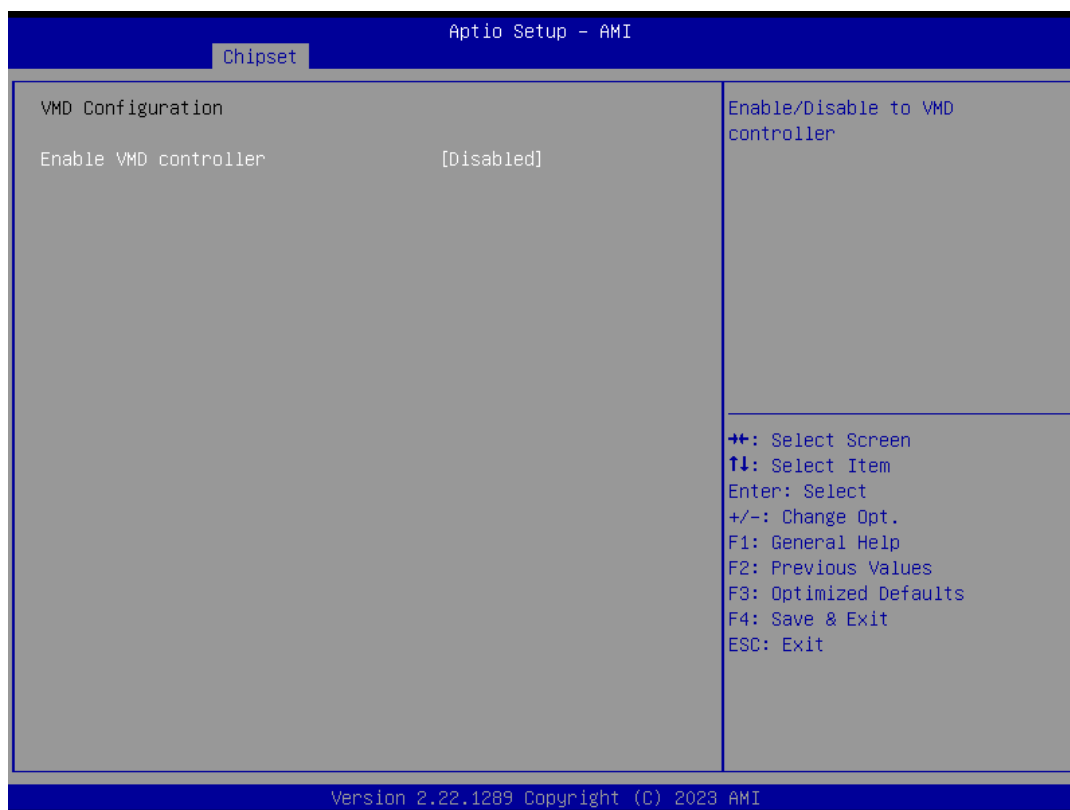 Aptio Setup - AMI
Chipset
VMD Configuration
Enable VMD controller [Disabled]
Enable/Disable to VMD
controller
→←: Select Screen
↑↓: Select Item
Enter: Select
+/-: Change Opt.
F1: General Help
F2: Previous Values
F3: Optimized Defaults
F4: Save & Exit
ESC: Exit
Version 2.22.1289 Copyright (C) 2023 AMI